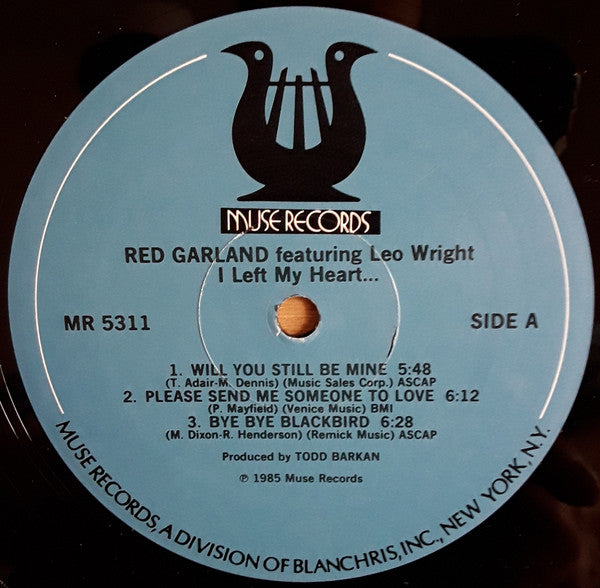 MUSE RECORDS
RED GARLAND featuring Leo Wright
I Left My Heart...
MR 5311
SIDE A
1. WILL YOU STILL BE MINE 5:48
(T. Adair-M. Dennis) (Music Sales Corp.) ASCAP
2. PLEASE SEND ME SOMEONE TO LOVE 6:12
(P. Mayfield) (Venice Music) BMI
3. BYE BYE BLACKBIRD 6:28
(M. Dixon-R. Henderson) (Remick Music) ASCAP
Produced by TODD BARKAN
℗ 1985 Muse Records
MUSE RECORDS, A DIVISION OF BLANCHRIS, INC., NEW YORK, N.Y.